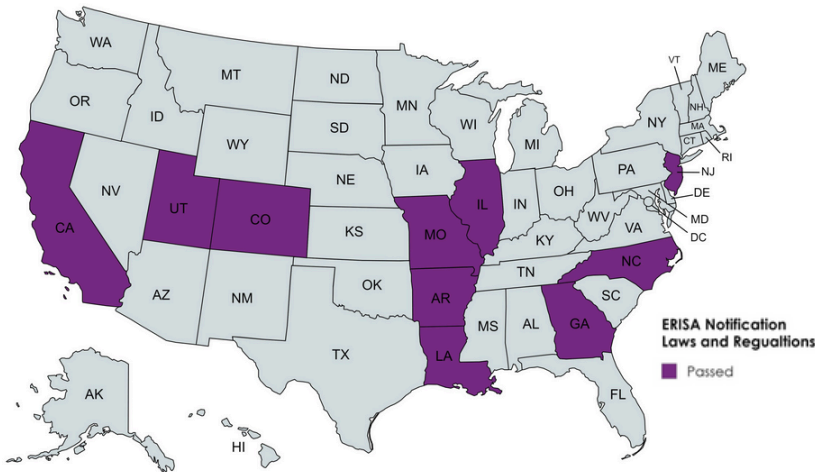 WA
MT
ND
MN
VT
ME
OR
ID
SD
WI
MI
NY
NH
MA
CT
RI
WY
NE
IA
PA
NJ
NV
UT
CO
KS
MO
IL
IN
OH
WV
VA
DE
MD
DC
CA
KY
AZ
NM
OK
AR
TN
NC
SC
TX
LA
MS
AL
GA
FL
AK
HI
ERISA Notification
Laws and Regualtions
Passed